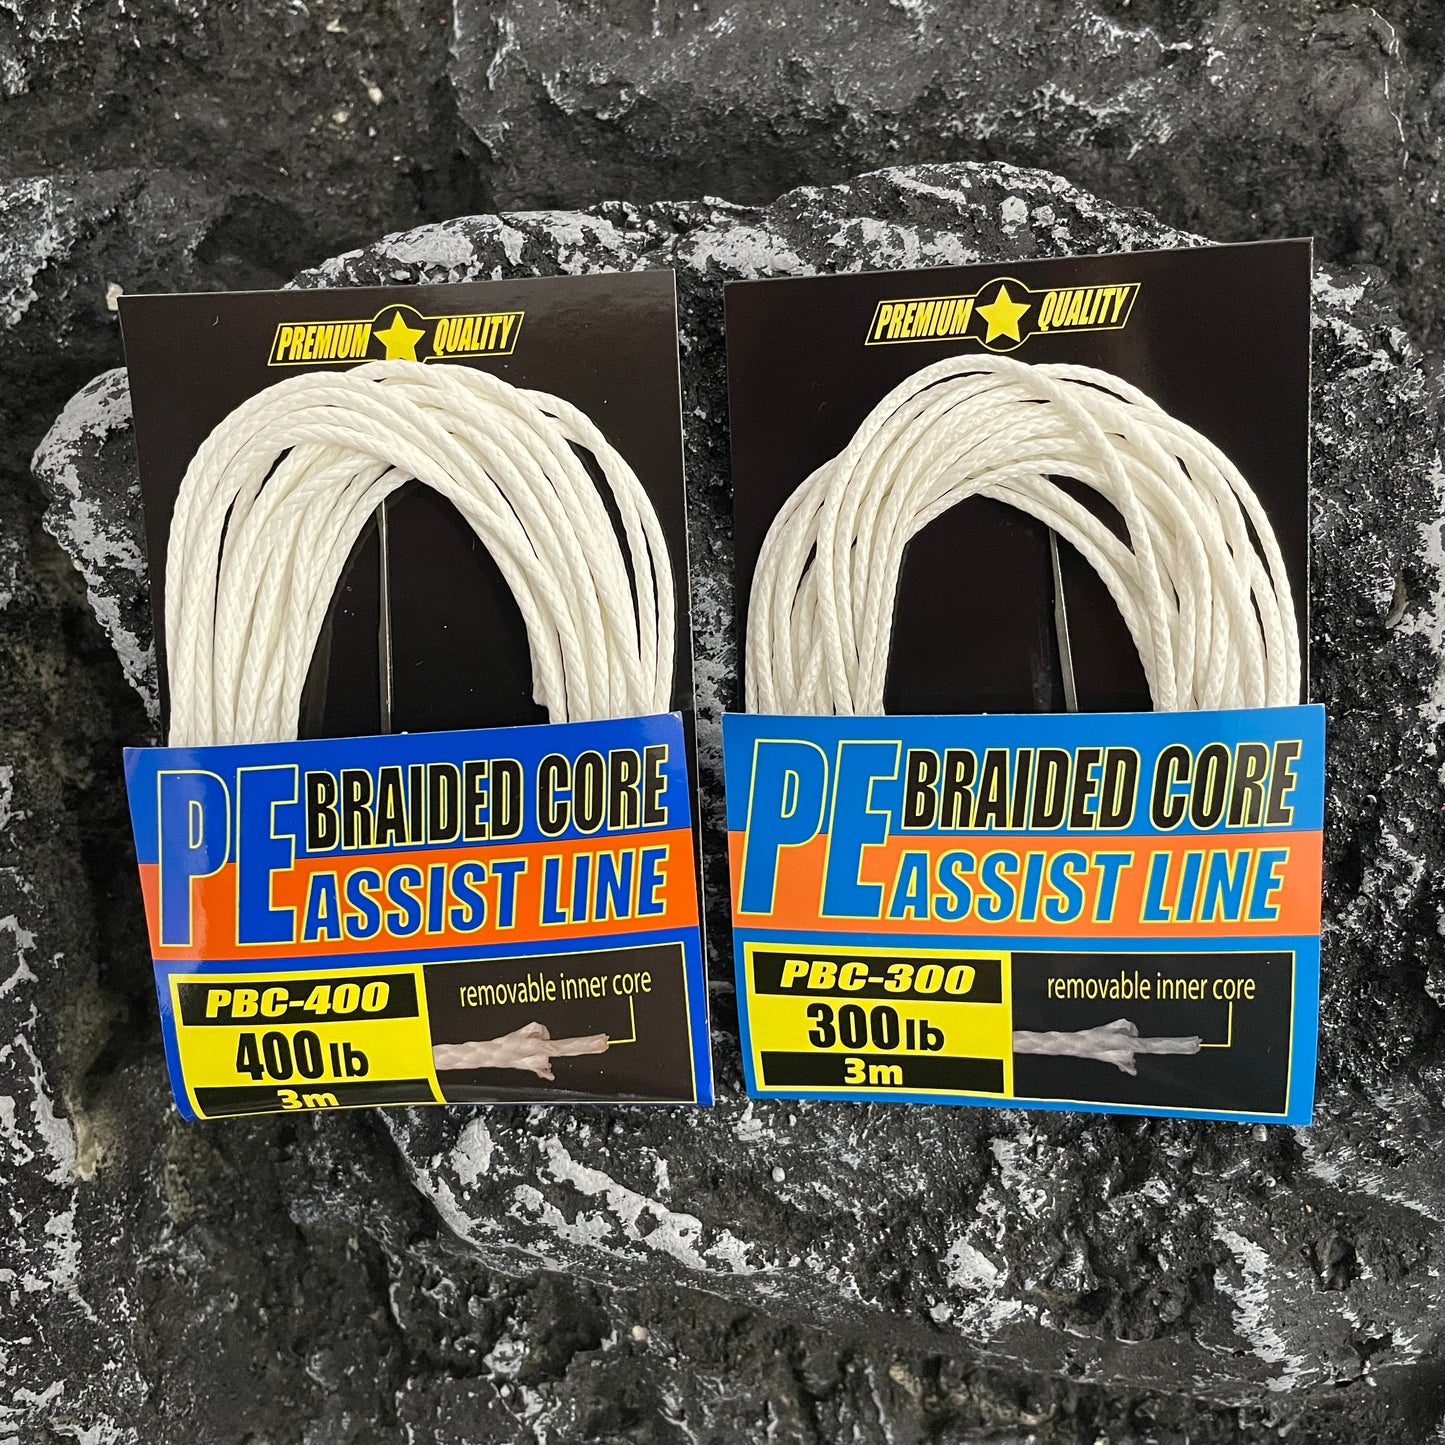 PREMIUM QUALITY
PE BRAIDED CORE
ASSIST LINE
PBC-400
400lb
3m
removable inner core
PREMIUM QUALITY
PE BRAIDED CORE
ASSIST LINE
PBC-300
300lb
3m
removable inner core